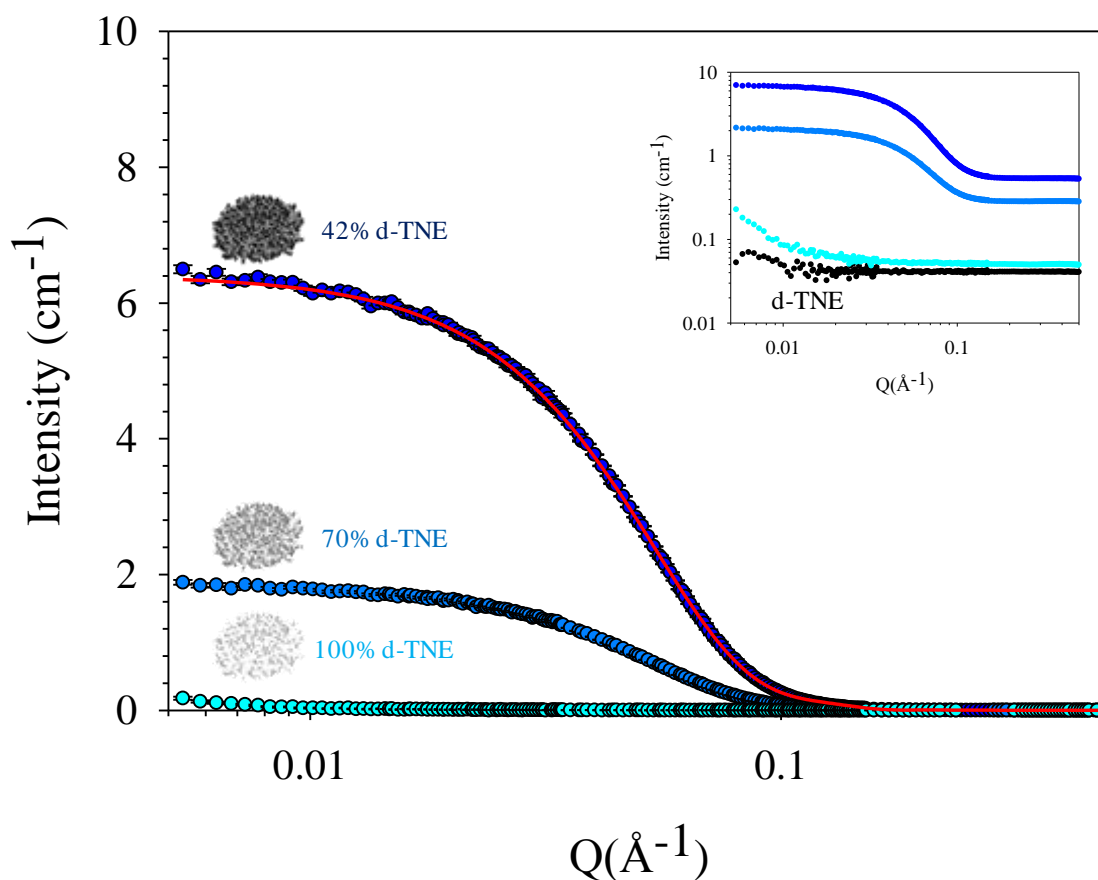 10
8
6
4
2
0
Intensity (cm-1)
0.01
0.1
Q(Å-1)
42% d-TNE
70% d-TNE
100% d-TNE
10
1
0.1
0.01
Intensity (cm-1)
d-TNE
0.01
0.1
Q(Å-1)